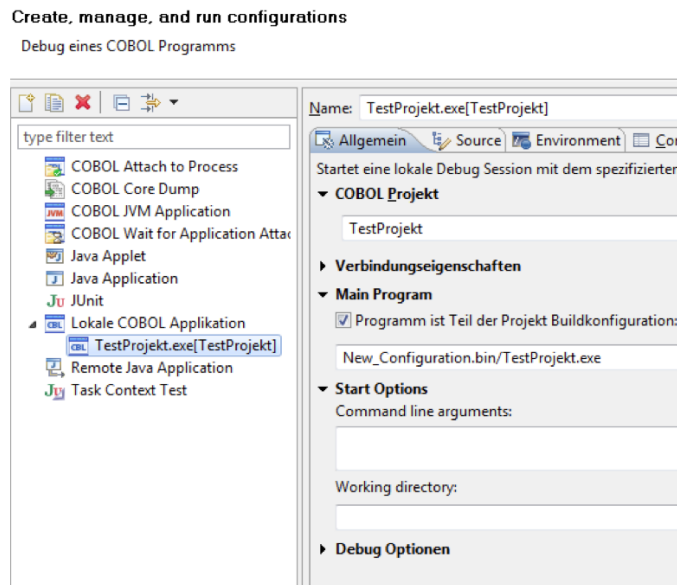 Create, manage, and run configurations
Debug eines COBOL Programms
type filter text
COBOL Attach to Process
COBOL Core Dump
COBOL JVM Application
COBOL Wait for Application Attac
Java Applet
Java Application
JUnit
Lokale COBOL Applikation
TestProjekt.exe[TestProjekt]
Remote Java Application
Task Context Test
Name: TestProjekt.exe[TestProjekt]
Allgemein Source Environment Co
Startet eine lokale Debug Session mit dem spezifizierter
COBOL Projekt
TestProjekt
Verbindungseigenschaften
Main Program
Programm ist Teil der Projekt Buildkonfiguration:
New_Configuration.bin/TestProjekt.exe
Start Options
Command line arguments:
Working directory:
Debug Optionen